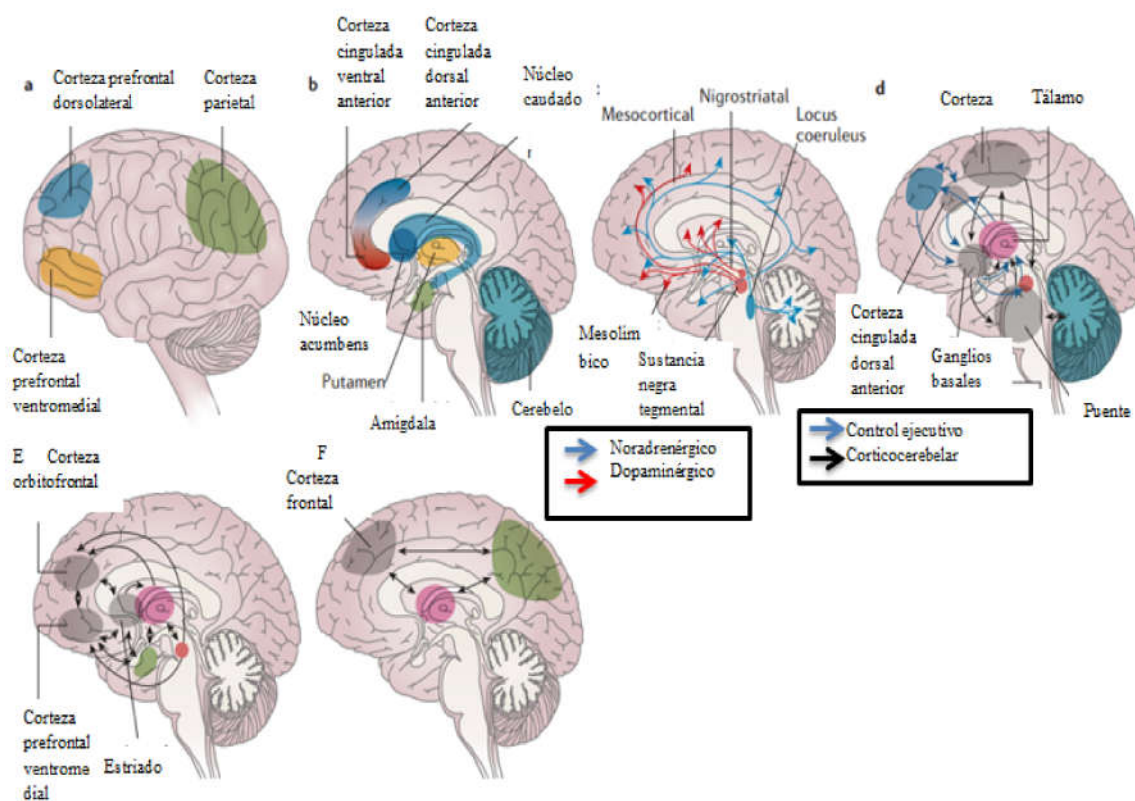 a
Corteza prefrontal
dorsolateral
Corteza
parietal
Corteza
prefrontal
ventromedial
b
Corteza
cingulada
ventral
anterior
Corteza
cingulada
dorsal
anterior
Núcleo
caudado
r
Núcleo
acumbens
Putamen
Amígdala
Cerebelo
:
Mesocortical
Nigrostriatal
Locus
coeruleus
Mesolim
bico
Sustancia
negra
tegmental
Noradrenérgico
Dopaminérgico
d
Corteza
Tálamo
Corteza
cingulada
dorsal
anterior
Ganglios
basales
Puente
Control ejecutivo
Corticocerebelar
E Corteza
orbitofrontal
Corteza
prefrontal
ventrome
dial
Estriado
F
Corteza
frontal